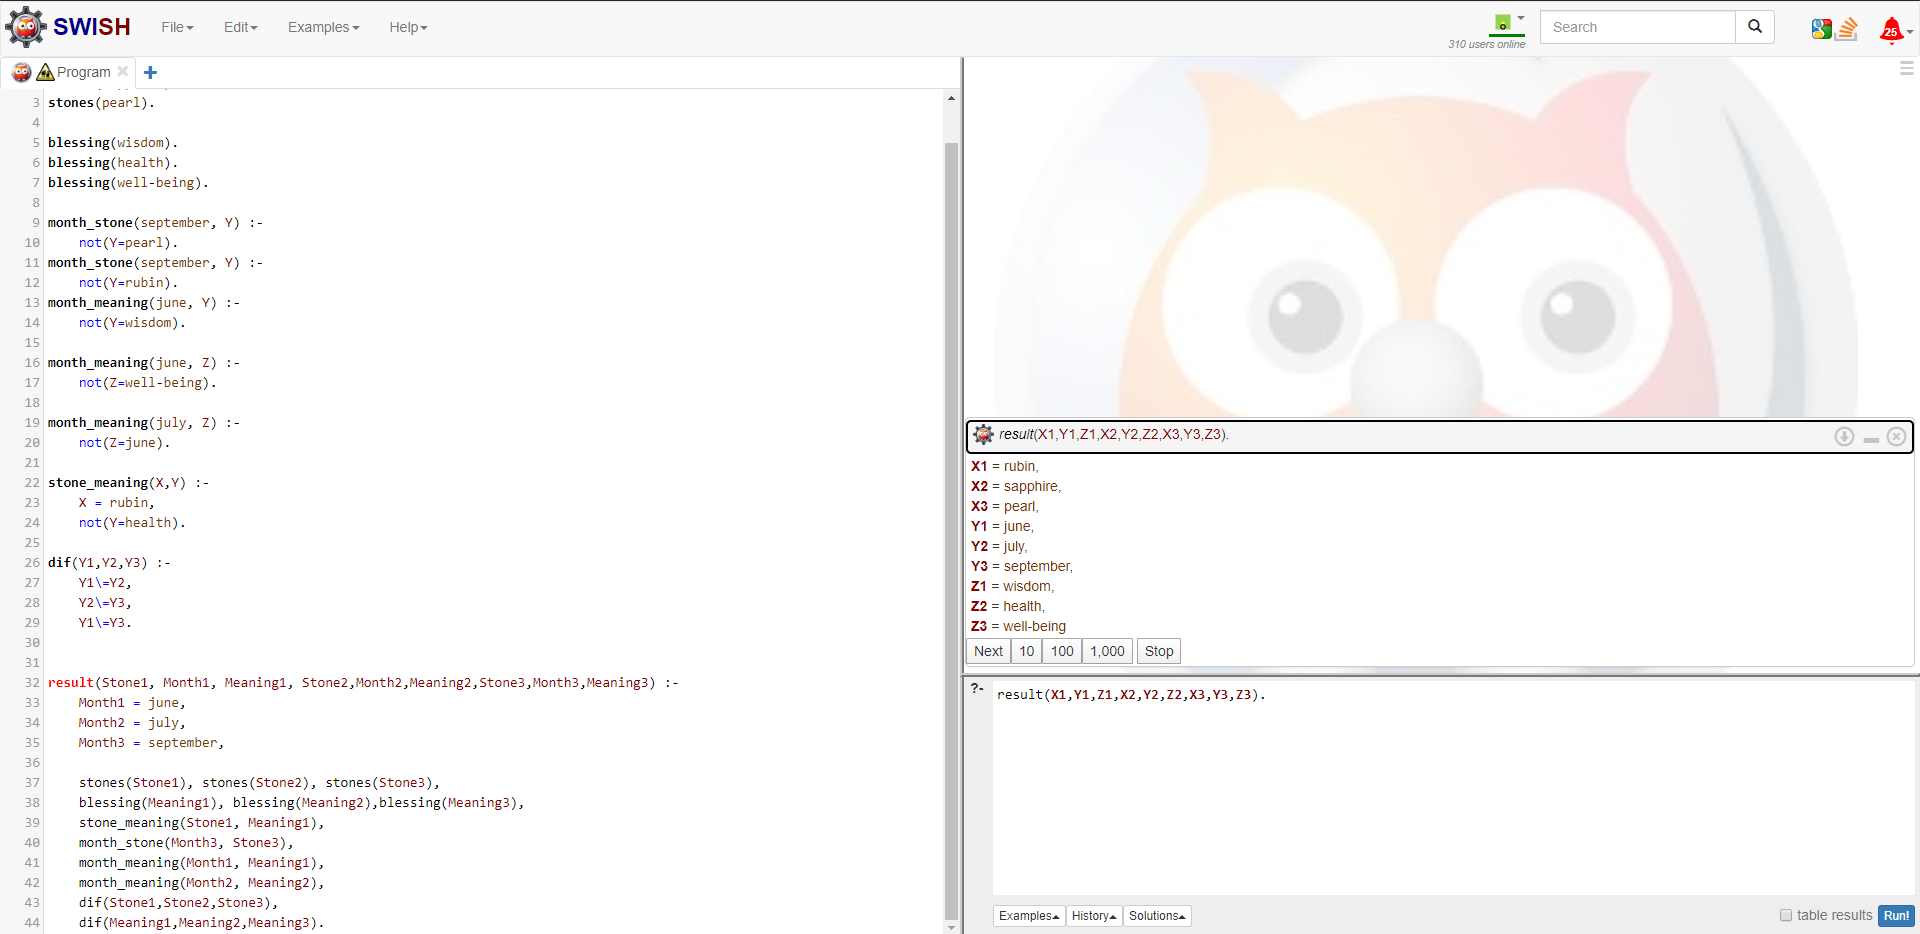 SWISH File Edit Examples Help 310 users online Search 25
Program
3 stones(pearl).
4
5 blessing(wisdom).
6 blessing(health).
7 blessing(well-being).
8
9 month_stone(september, Y) :-
10 not(Y=pearl).
11 month_stone(september, Y) :-
12 not(Y=rubin).
13 month_meaning(june, Y) :-
14 not(Y=wisdom).
15
16 month_meaning(june, Z) :-
17 not(Z=well-being).
18
19 month_meaning(july, Z) :-
20 not(Z=june).
21
22 stone_meaning(X,Y) :-
23 X = rubin,
24 not(Y=health).
25
26 dif(Y1,Y2,Y3) :-
27 Y1\=Y2,
28 Y2\=Y3,
29 Y1\=Y3.
30
31
32 result(Stone1, Month1, Meaning1, Stone2,Month2,Meaning2,Stone3,Month3,Meaning3) :-
33 Month1 = june,
34 Month2 = july,
35 Month3 = september,
36
37 stones(Stone1), stones(Stone2), stones(Stone3),
38 blessing(Meaning1), blessing(Meaning2),blessing(Meaning3),
39 stone_meaning(Stone1, Meaning1),
40 month_stone(Month3, Stone3),
41 month_meaning(Month1, Meaning1),
42 month_meaning(Month2, Meaning2),
43 dif(Stone1,Stone2,Stone3),
44 dif(Meaning1,Meaning2,Meaning3).
result(X1,Y1,Z1,X2,Y2,Z2,X3,Y3,Z3).
X1 = rubin,
X2 = sapphire,
X3 = pearl,
Y1 = june,
Y2 = july,
Y3 = september,
Z1 = wisdom,
Z2 = health,
Z3 = well-being
Next 10 100 1,000 Stop
?- result(X1,Y1,Z1,X2,Y2,Z2,X3,Y3,Z3).
Examples History Solutions table results Run!